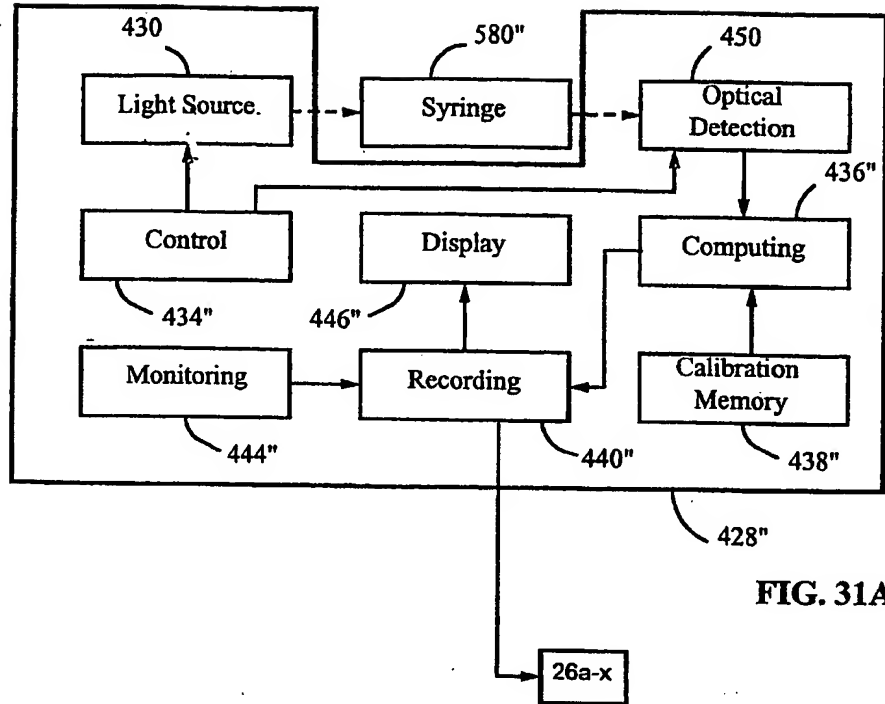 430
580"
450
Light Source.
Syringe
Optical
Detection
436"
Control
Display
Computing
434"
446"
Monitoring
Recording
Calibration
Memory
444"
440"
438"
428"
FIG. 31A
26a-x